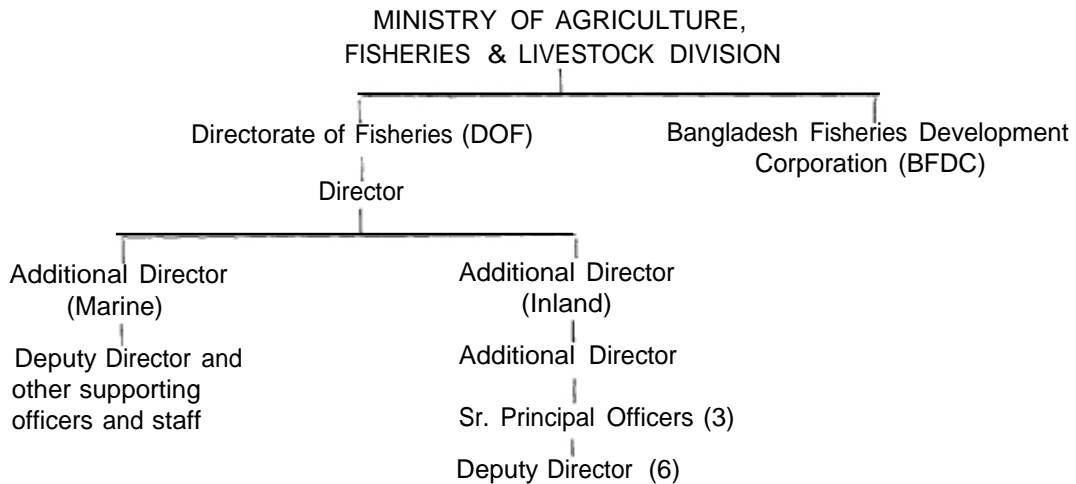 MINISTRY OF AGRICULTURE,
FISHERIES & LIVESTOCK DIVISION
Directorate of Fisheries (DOF)
Bangladesh Fisheries Development
Corporation (BFDC)
Director
Additional Director
(Marine)
Deputy Director and
other supporting
officers and staff
Additional Director
(Inland)
Additional Director
Sr. Principal Officers (3)
Deputy Director (6)